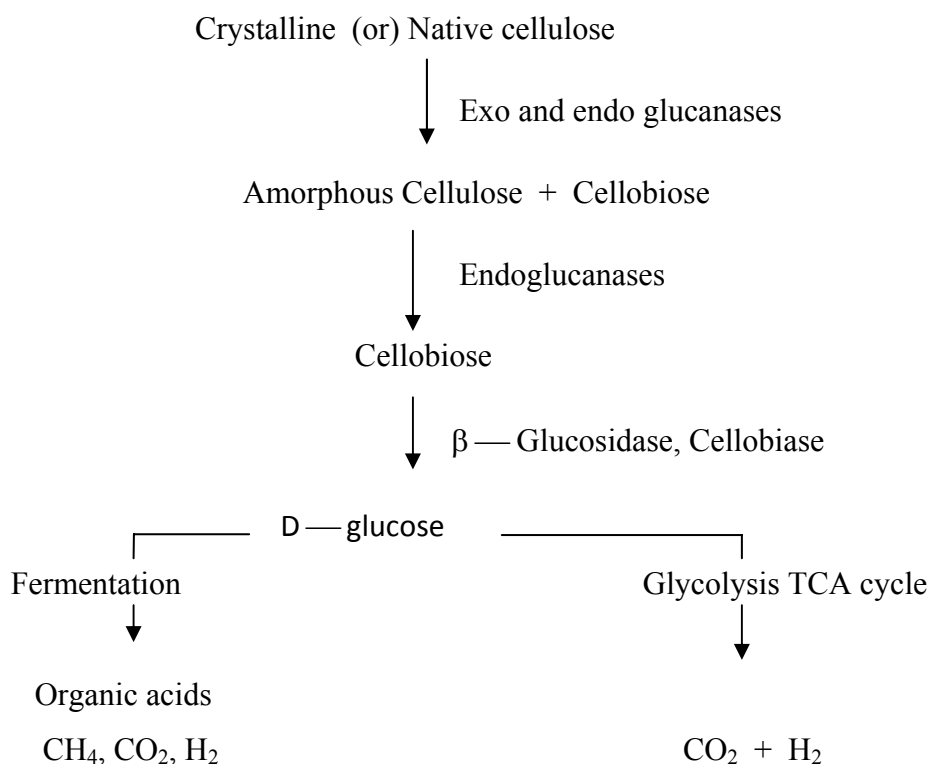 Crystalline (or) Native cellulose
Exo and endo glucanases
Amorphous Cellulose + Cellobiose
Endoglucanases
Cellobiose
β — Glucosidase, Cellobiase
D — glucose
Fermentation
Glycolysis TCA cycle
Organic acids
CH₄, CO₂, H₂
CO₂ + H₂